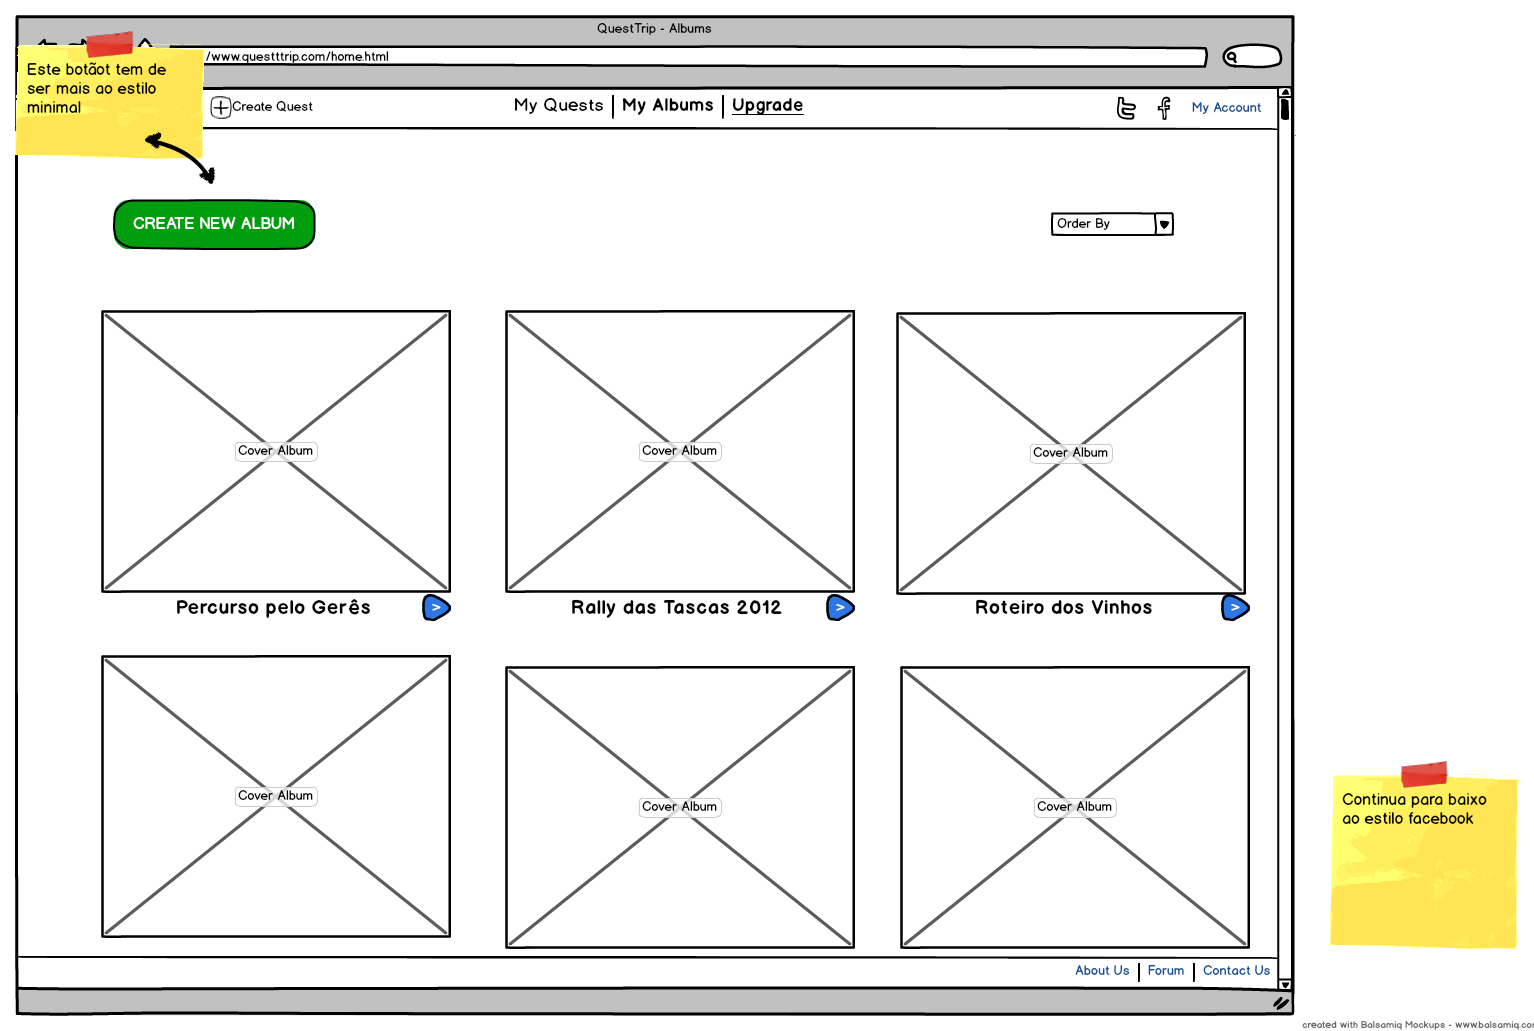 QuestTrip - Albums
/www.questttrip.com/home.html
Este botãot tem de
ser mais ao estilo
minimal
Create Quest
My Quests | My Albums | Upgrade
My Account
CREATE NEW ALBUM
Order By
Cover Album
Cover Album
Cover Album
Percurso pelo Gerês
>
Rally das Tascas 2012
>
Roteiro dos Vinhos
>
Cover Album
Cover Album
Cover Album
Continua para baixo
ao estilo facebook
About Us | Forum | Contact Us
created with Balsamiq Mockups - www.balsamiq.co